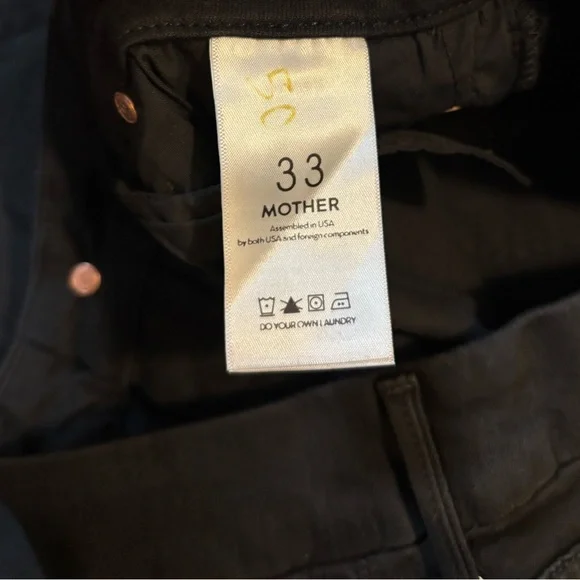 33
MOTHER
Assembled in USA
by both USA and foreign components
DO YOUR OWN LAUNDRY